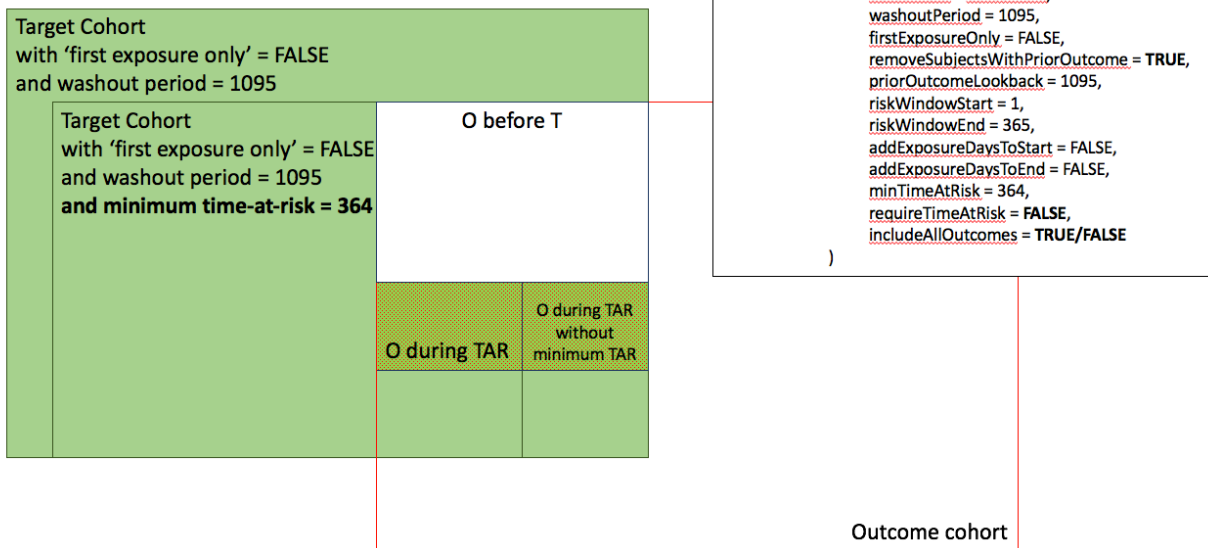 Target Cohort
with ‘first exposure only’ = FALSE
and washout period = 1095
Target Cohort
with ‘first exposure only’ = FALSE
and washout period = 1095
and minimum time-at-risk = 364
O before T
O during TAR
O during TAR
without
minimum TAR
washoutPeriod = 1095,
firstExposureOnly = FALSE,
removeSubjectsWithPriorOutcome = TRUE,
priorOutcomeLookback = 1095,
riskWindowStart = 1,
riskWindowEnd = 365,
addExposureDaysToStart = FALSE,
addExposureDaysToEnd = FALSE,
minTimeAtRisk = 364,
requireTimeAtRisk = FALSE,
includeAllOutcomes = TRUE/FALSE
)
Outcome cohort